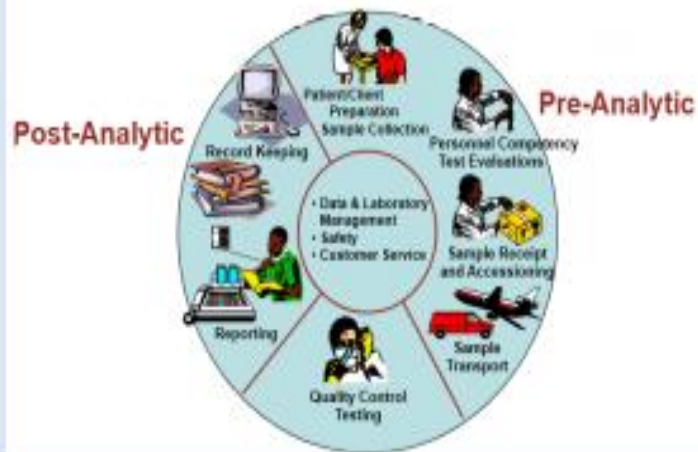 Post-Analytic
Pre-Analytic
Patient/Client
Preparation
Sample Collection
Personnel Competency
Test Evaluations
Sample Receipt
and Accessioning
Sample
Transport
Quality Control
Testing
Reporting
Record Keeping
• Data & Laboratory
Management
• Safety
• Customer Service